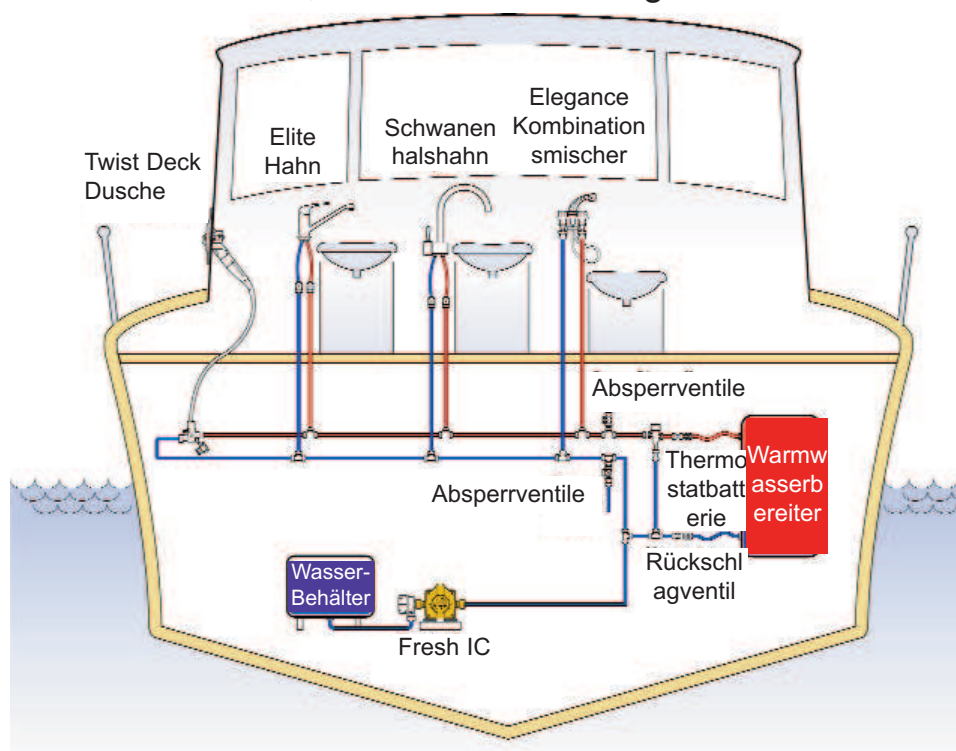 Elegance
Kombination
smischer
Schwanen
halshahn
Elite
Hahn
Twist Deck
Dusche
Absperrventile
Thermo
statbatt
erie
Warmw
asserb
ereiter
Absperrventile
Rückschl
agventil
Wasser-
Behälter
Fresh IC